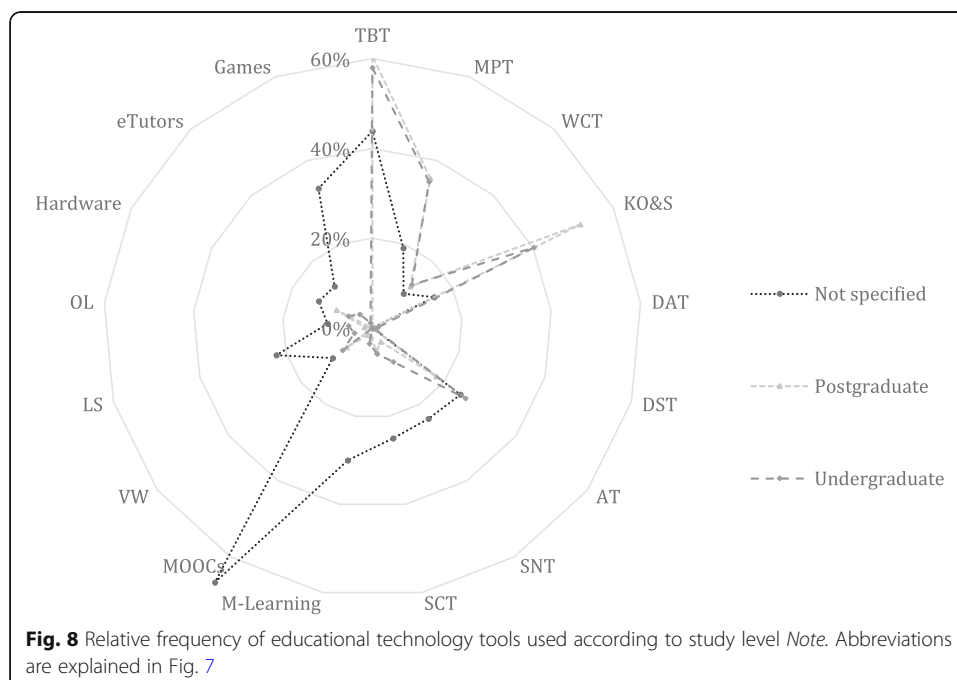 TBT
60%
Games
MPT
eTutors
WCT
40%
Hardware
KO&S
20%
OL
DAT
Not specified
0%
Postgraduate
LS
DST
VW
AT
Undergraduate
MOOCs
SNT
M-Learning
SCT
Fig. 8 Relative frequency of educational technology tools used according to study level Note. Abbreviations
are explained in Fig. 7